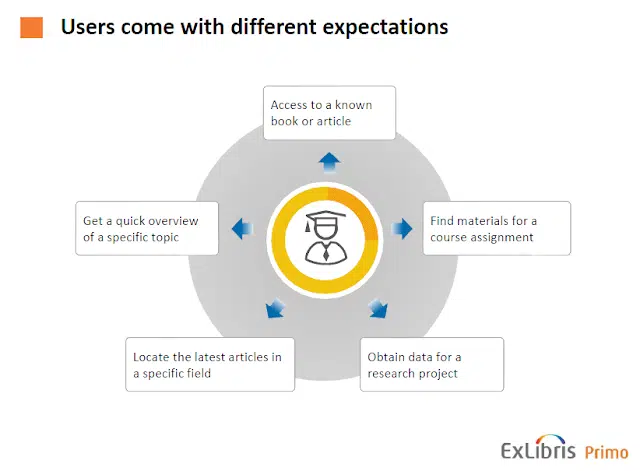 Users come with different expectations
Access to a known
book or article
Get a quick overview
of a specific topic
Find materials for a
course assignment
Locate the latest articles in
a specific field
Obtain data for a
research project
ExLibris Primo